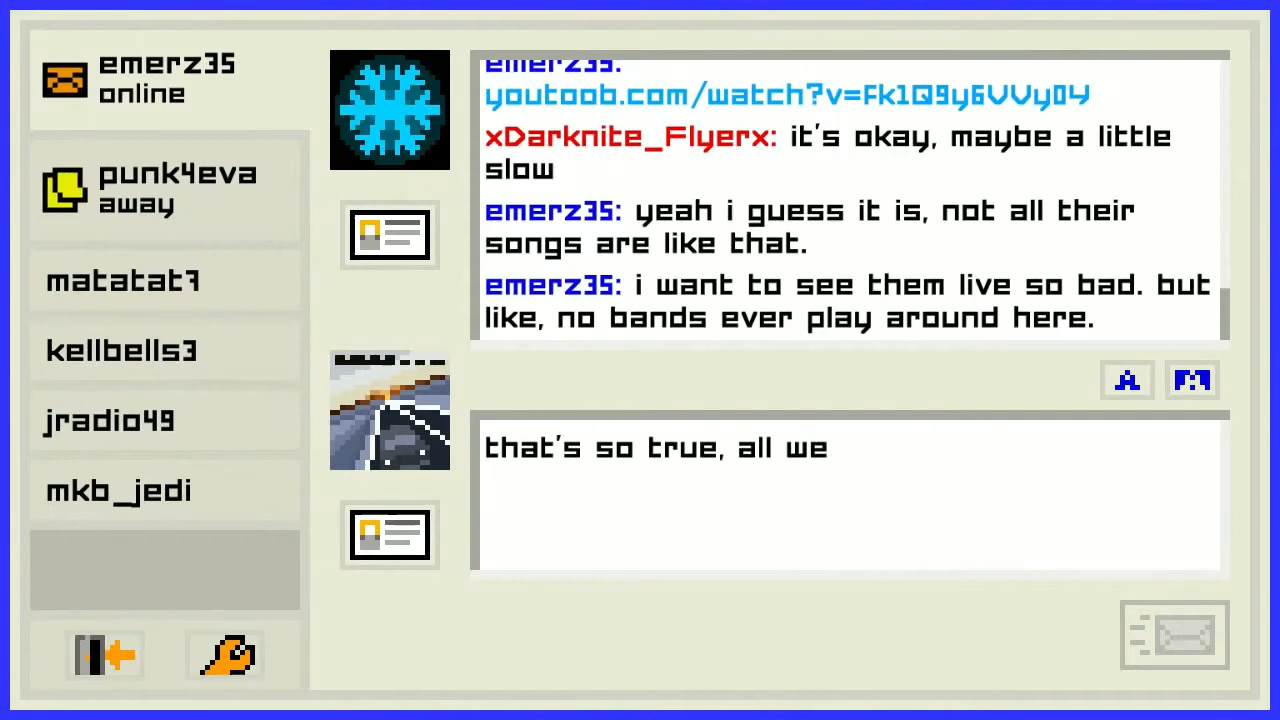 emerz35
online
punk4eva
away
matatat7
kellbells3
jradio49
mkb_jedi
emerz35:
youtoob.com/watch?v=Fk1Q9y6VVy04
xDarknite_Flyerx: it's okay, maybe a little
slow
emerz35: yeah i guess it is, not all their
songs are like that.
emerz35: i want to see them live so bad. but
like, no bands ever play around here.
A
that's so true, all we